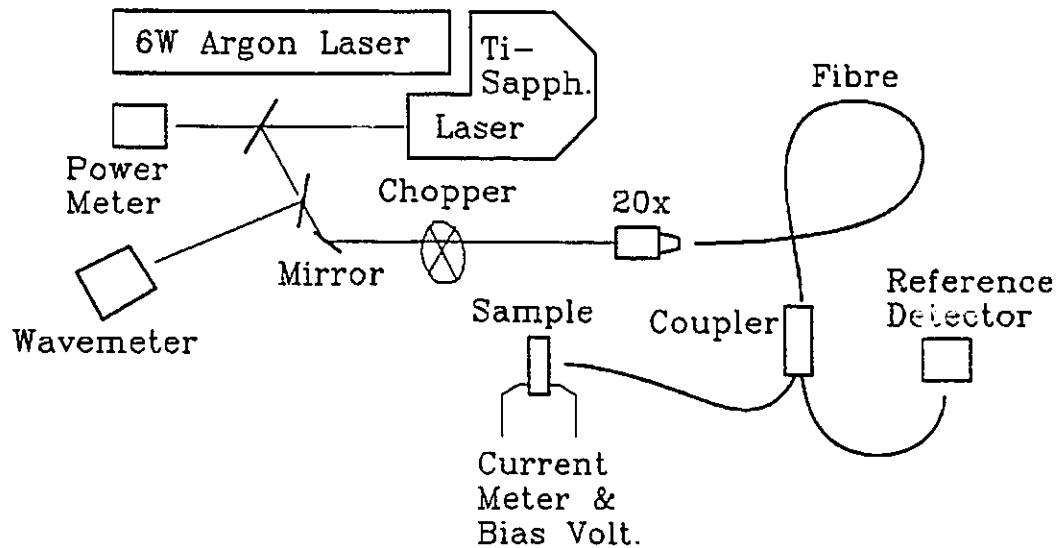 6W Argon Laser
Ti-
Sapph.
Laser
Fibre
Power
Meter
Chopper
20x
Mirror
Wavemeter
Sample
Coupler
Reference
Detector
Current
Meter &
Bias Volt.